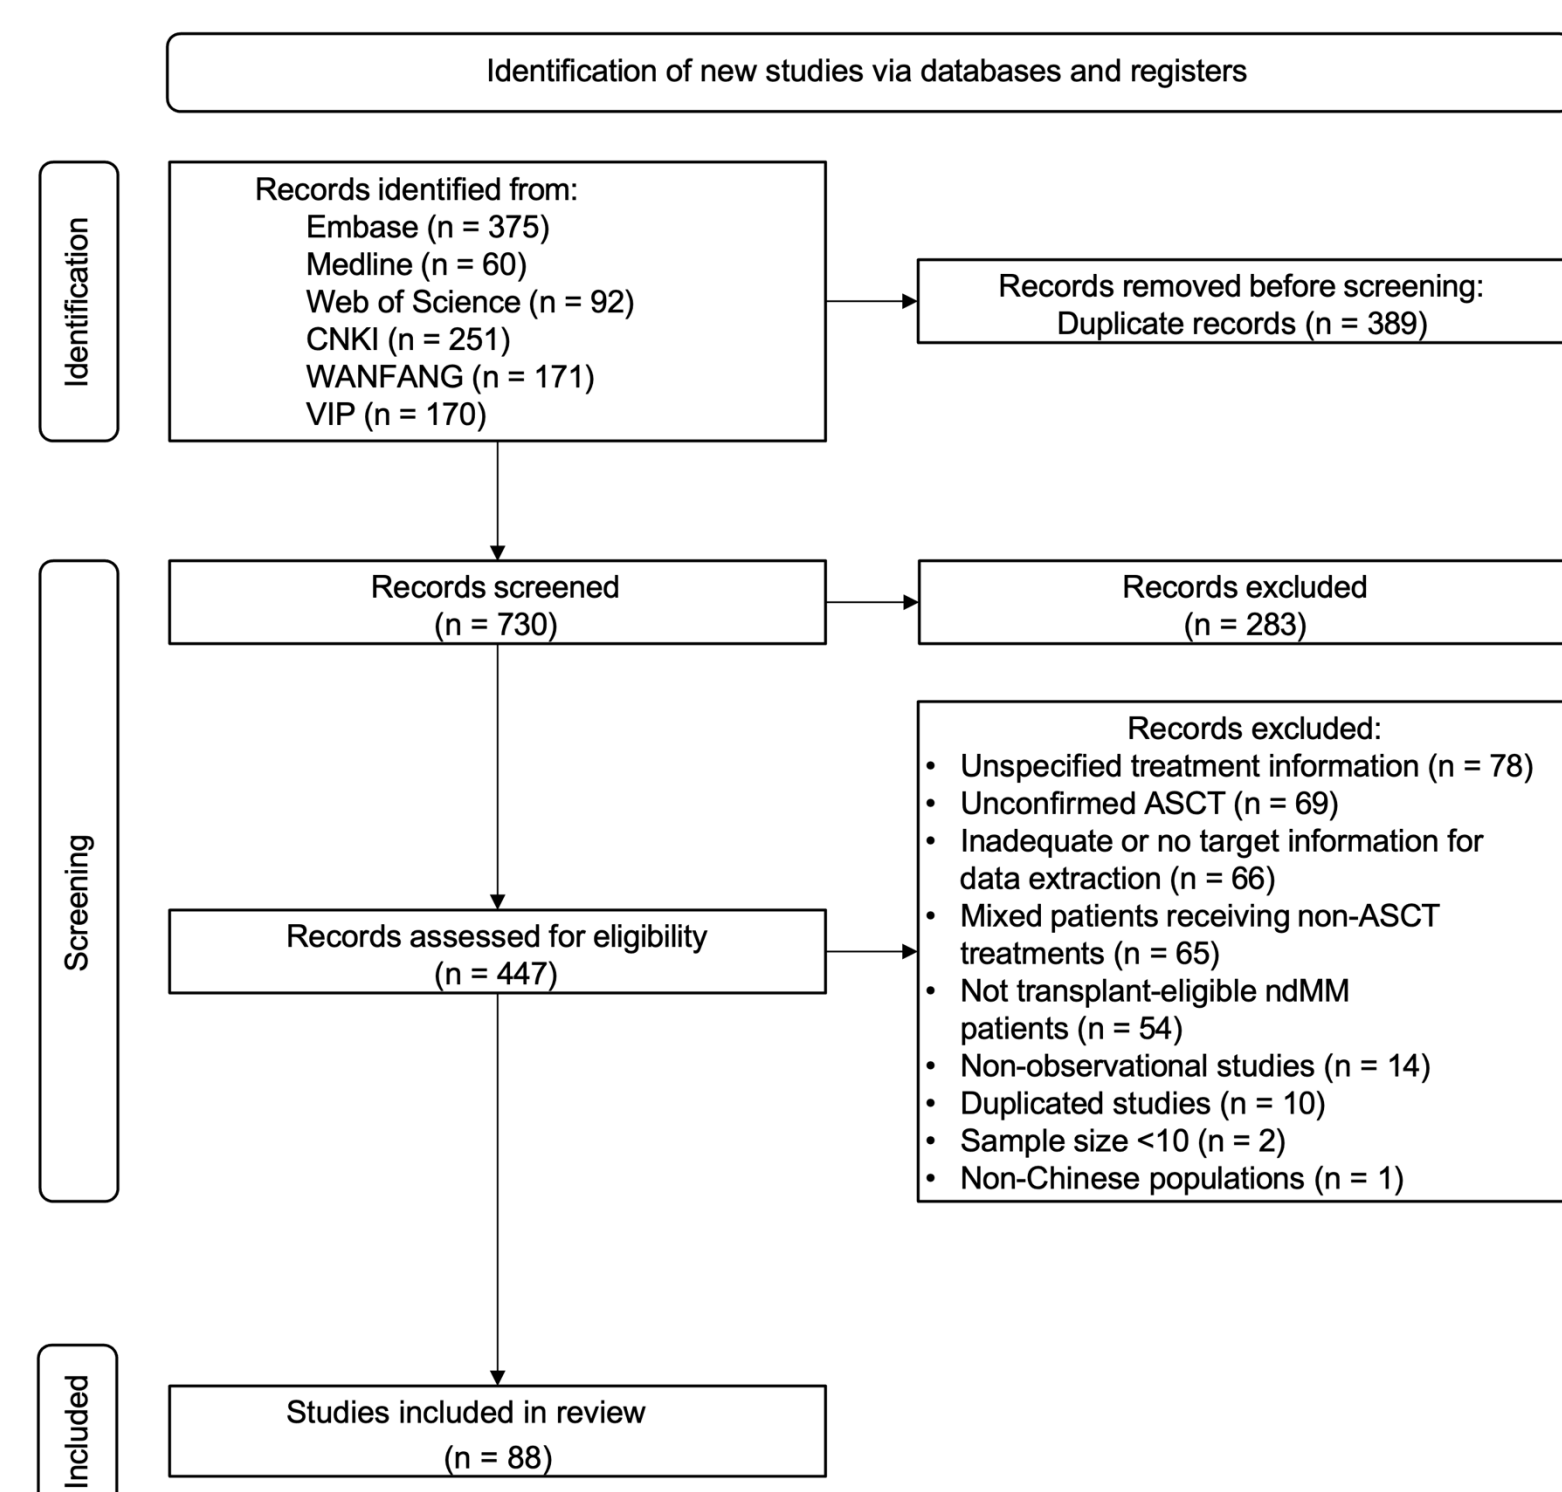 Identification of new studies via databases and registers
Identification
Records identified from:
Embase (n = 375)
Medline (n = 60)
Web of Science (n = 92)
CNKI (n = 251)
WANFANG (n = 171)
VIP (n = 170)
Records removed before screening:
Duplicate records (n = 389)
Screening
Records screened
(n = 730)
Records excluded
(n = 283)
Records assessed for eligibility
(n = 447)
Records excluded:
• Unspecified treatment information (n = 78)
• Unconfirmed ASCT (n = 69)
• Inadequate or no target information for
data extraction (n = 66)
• Mixed patients receiving non-ASCT
treatments (n = 65)
• Not transplant-eligible ndMM
patients (n = 54)
• Non-observational studies (n = 14)
• Duplicated studies (n = 10)
• Sample size <10 (n = 2)
• Non-Chinese populations (n = 1)
Included
Studies included in review
(n = 88)